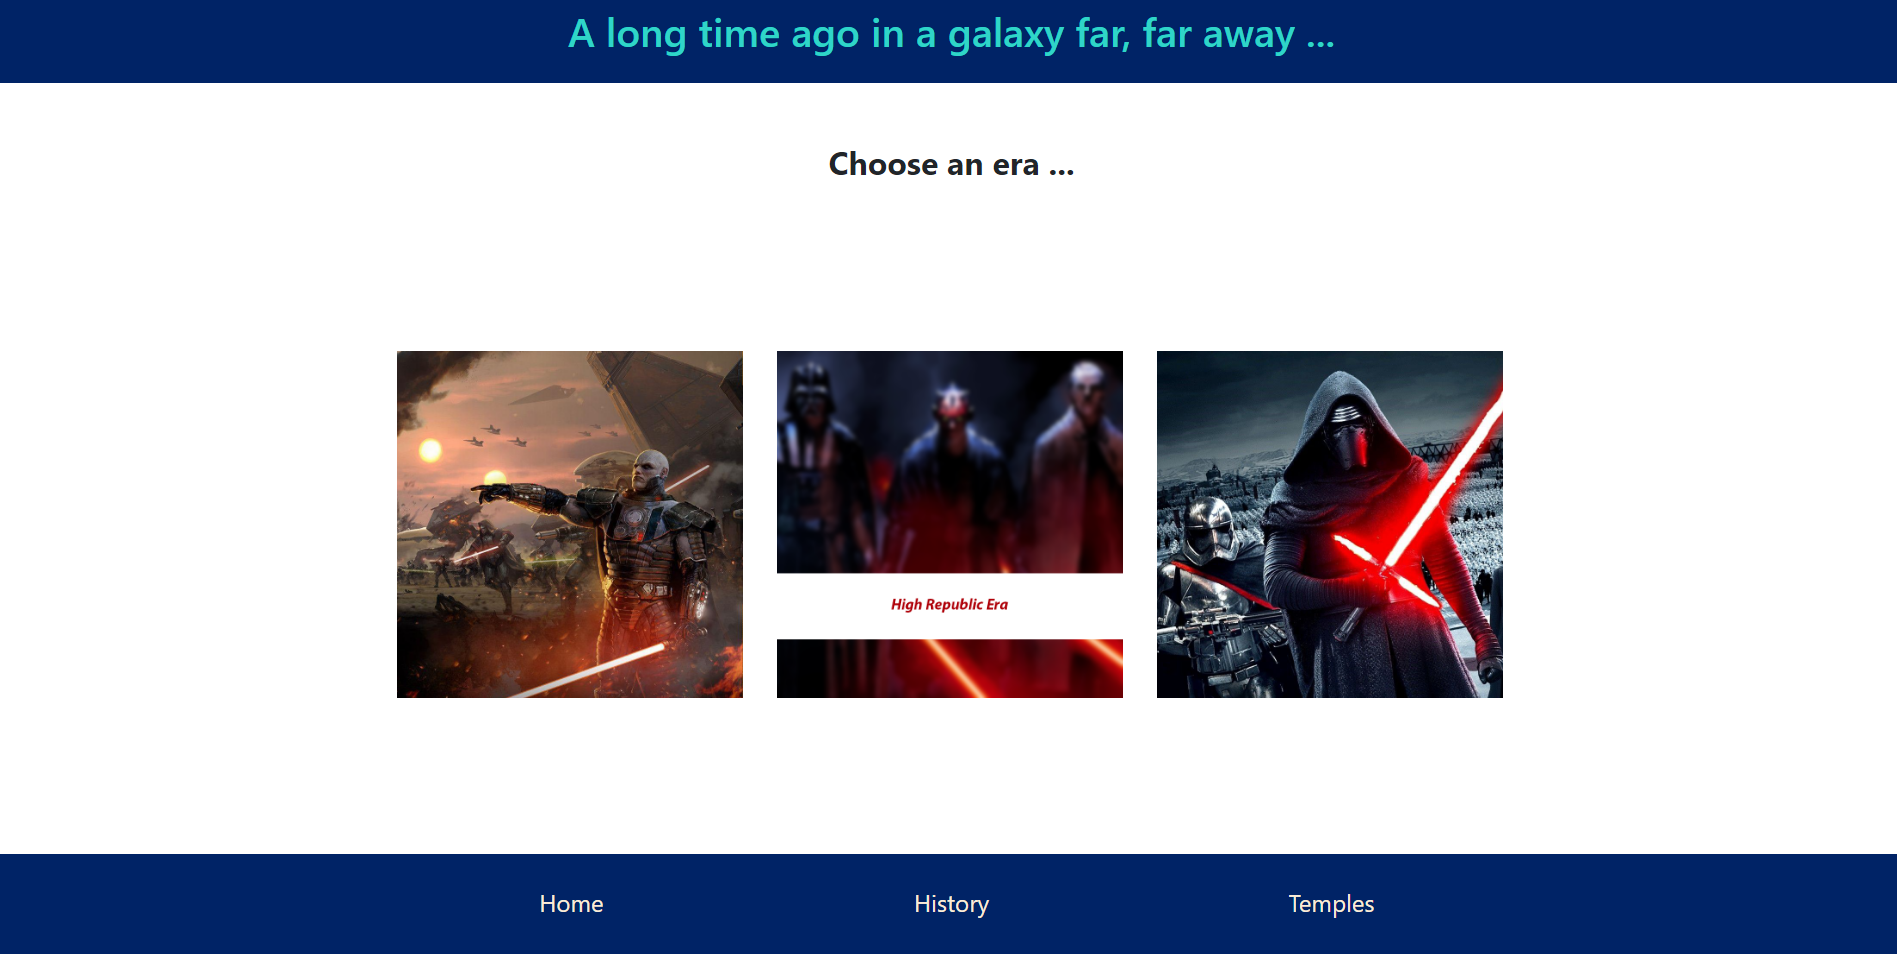 A long time ago in a galaxy far, far away ...
Choose an era ...
High Republic Era
Home
History
Temples